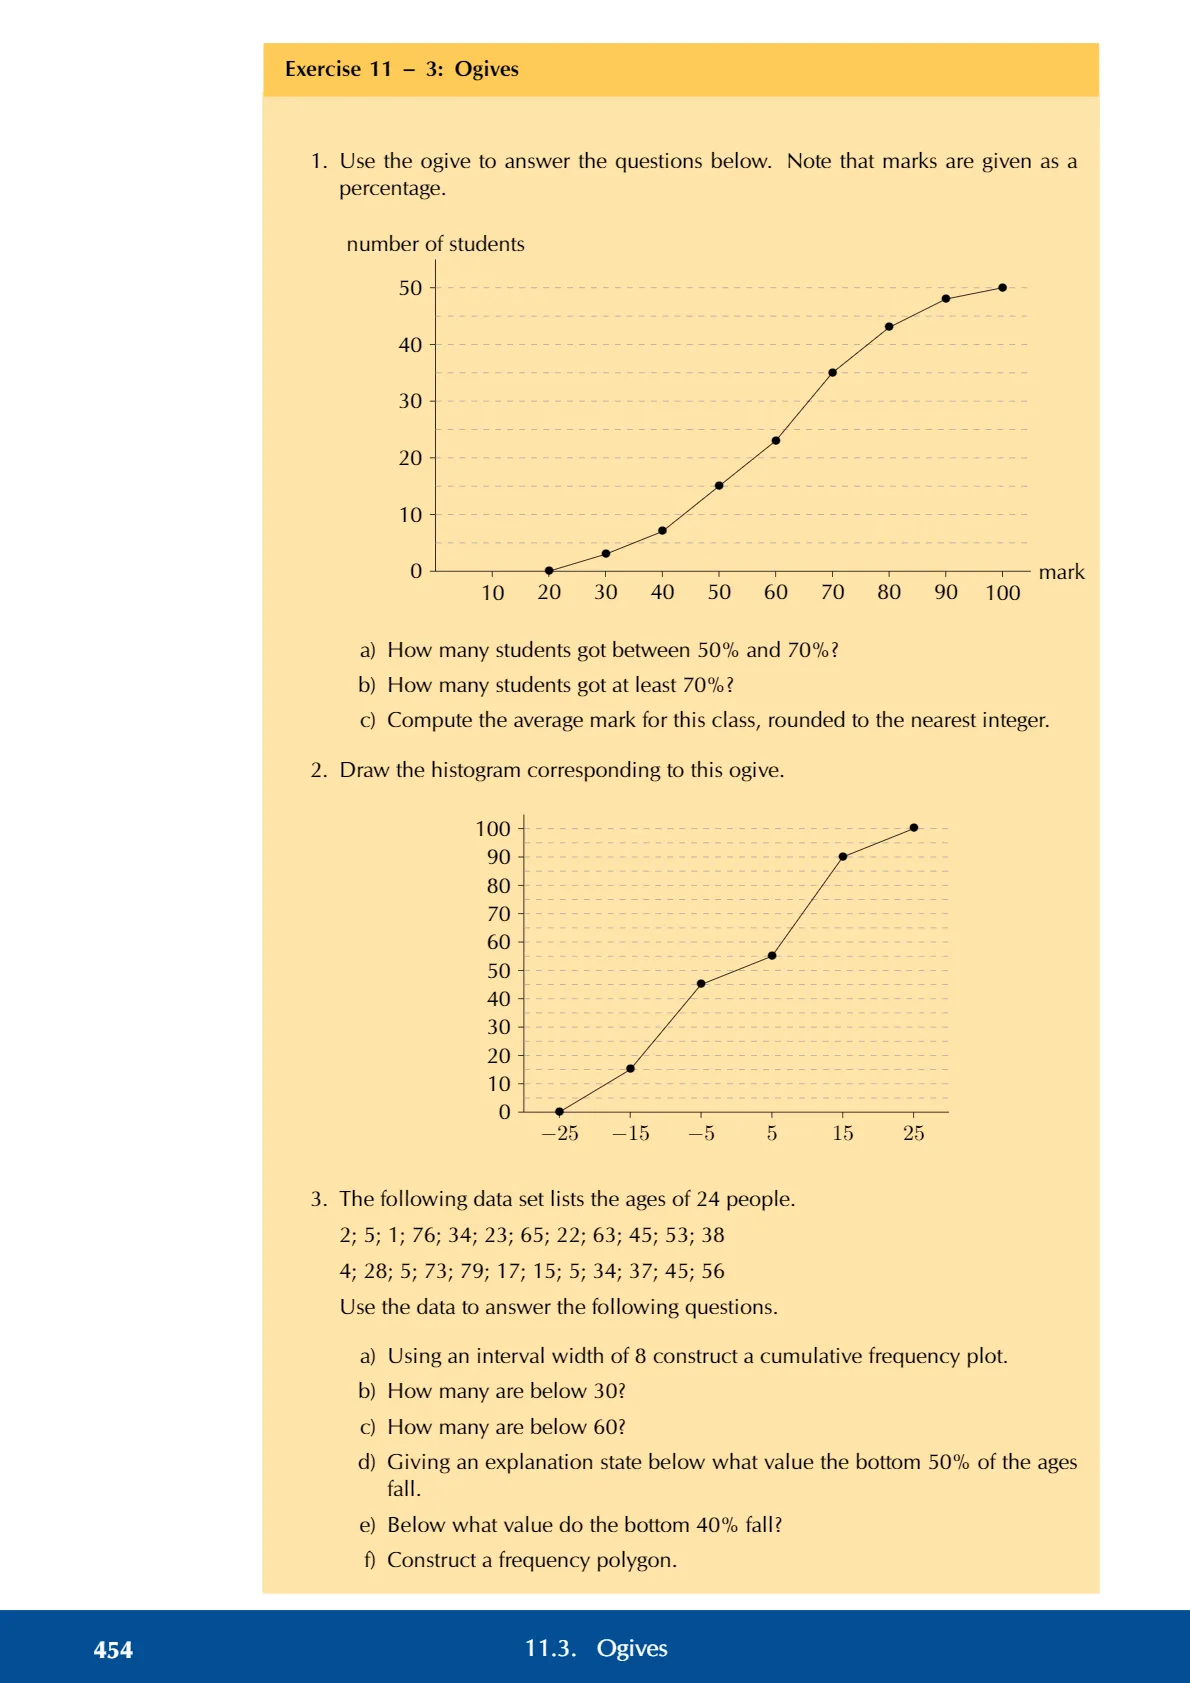 Exercise 11 – 3: Ogives
1. Use the ogive to answer the questions below. Note that marks are given as a
percentage.
number of students
50
40
30
20
10
0
10 20 30 40 50 60 70 80 90 100
mark
a) How many students got between 50% and 70%?
b) How many students got at least 70%?
c) Compute the average mark for this class, rounded to the nearest integer.
2. Draw the histogram corresponding to this ogive.
100
90
80
70
60
50
40
30
20
10
0
−25 −15 −5 5 15 25
3. The following data set lists the ages of 24 people.
2; 5; 1; 76; 34; 23; 65; 22; 63; 45; 53; 38
4; 28; 5; 73; 79; 17; 15; 5; 34; 37; 45; 56
Use the data to answer the following questions.
a) Using an interval width of 8 construct a cumulative frequency plot.
b) How many are below 30?
c) How many are below 60?
d) Giving an explanation state below what value the bottom 50% of the ages
fall.
e) Below what value do the bottom 40% fall?
f) Construct a frequency polygon.
454
11.3. Ogives